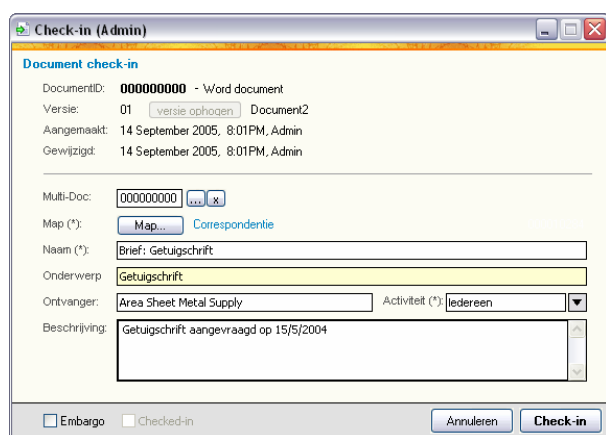 Check-in (Admin)
Document check-in
DocumentID: 000000000 - Word document
Versie: 01 versie ophogen Document2
Aangemaakt: 14 September 2005, 8:01PM, Admin
Gewijzigd: 14 September 2005, 8:01PM, Admin
Multi-Doc: 000000000 ... x
Map (*): Map... Correspondentie
Naam (*): Brief: Getuigschrift
Onderwerp Getuigschrift
Ontvanger: Area Sheet Metal Supply Activiteit (*): Iedereen
Beschrijving: Getuigschrift aangevraagd op 15/5/2004
Embargo Checked-in Annuleren Check-in